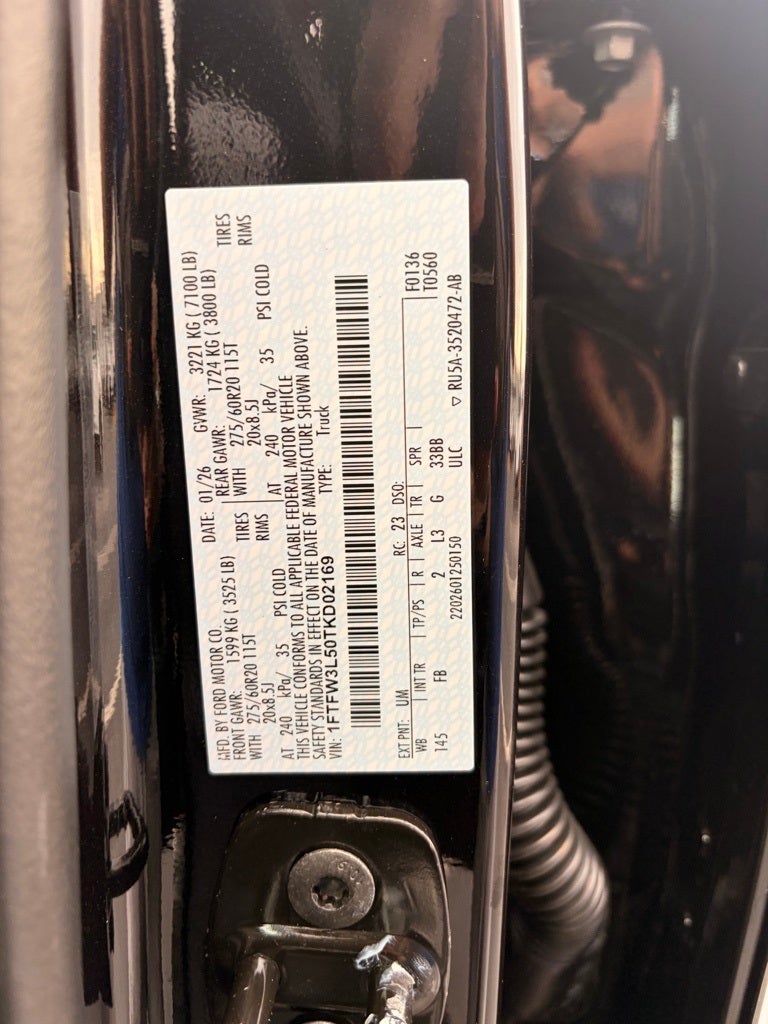 MFD. BY FORD MOTOR CO. DATE: 01/26 GVWR: 3221 KG ( 7100 LB)
FRONT GAWR: 1599 KG ( 3525 LB) REAR GAWR: 1724 KG ( 3800 LB)
WITH 275/60R20 115T TIRES WITH 275/60R20 115T TIRES
20x8.5J RIMS 20x8.5J RIMS
AT 240 kPa/ 35 PSI COLD AT 240 kPa/ 35 PSI COLD
THIS VEHICLE CONFORMS TO ALL APPLICABLE FEDERAL MOTOR VEHICLE
SAFETY STANDARDS IN EFFECT ON THE DATE OF MANUFACTURE SHOWN ABOVE.
VIN: 1FTFW3L50TKD02169 TYPE: Truck
EXT PNT: UM RC: 23 DSO: F0136
WB INT TR TP/PS R AXLE TR SPR T0560
145 FB 2 L3 G 33BB
2202601250150 ULC ▽ RU5A-3520472-AB